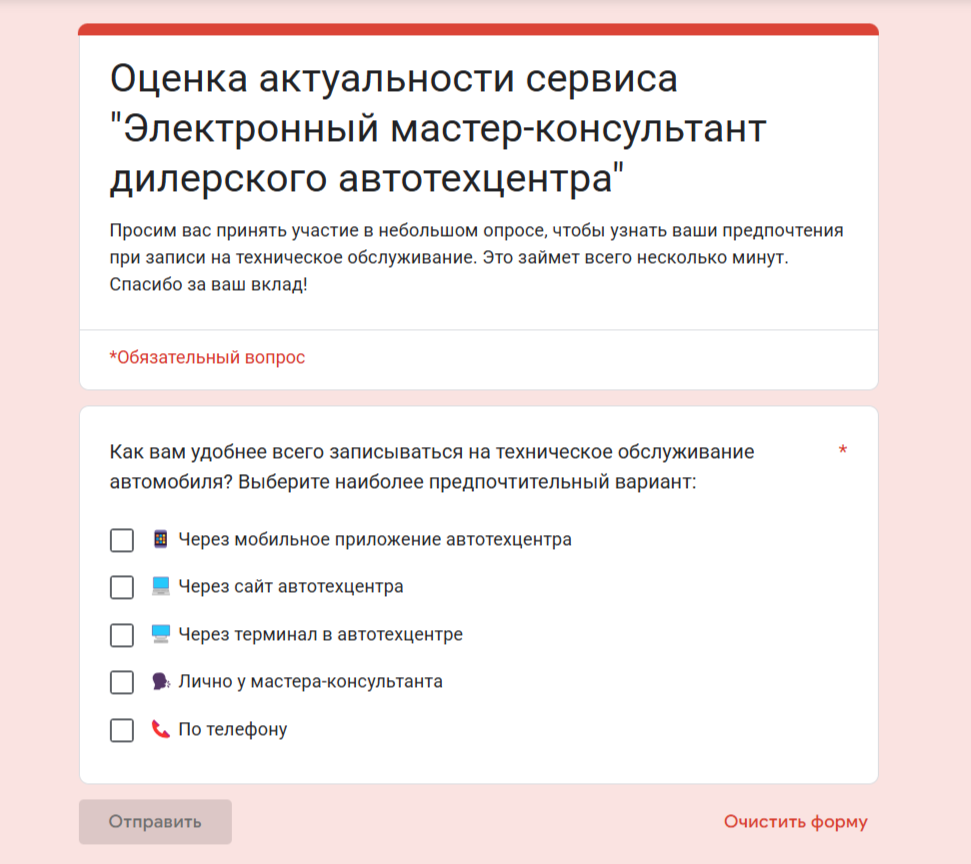 Оценка актуальности сервиса
"Электронный мастер-консультант
дилерского автотехцентра"
Просим вас принять участие в небольшом опросе, чтобы узнать ваши предпочтения
при записи на техническое обслуживание. Это займет всего несколько минут.
Спасибо за ваш вклад!
*Обязательный вопрос
Как вам удобнее всего записываться на техническое обслуживание *
автомобиля? Выберите наиболее предпочтительный вариант:
Через мобильное приложение автотехцентра
Через сайт автотехцентра
Через терминал в автотехцентре
Лично у мастера-консультанта
По телефону
Отправить
Очистить форму